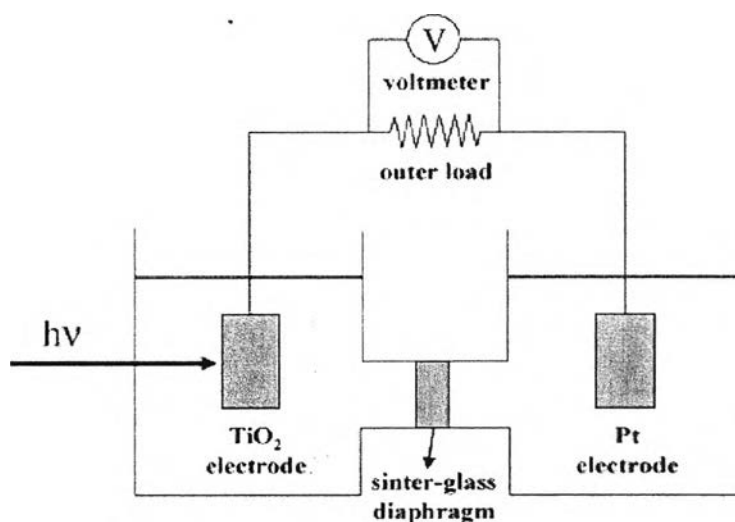 V
voltmeter
outer load
hν
TiO₂
electrode
Pt
electrode
sinter-glass
diaphragm